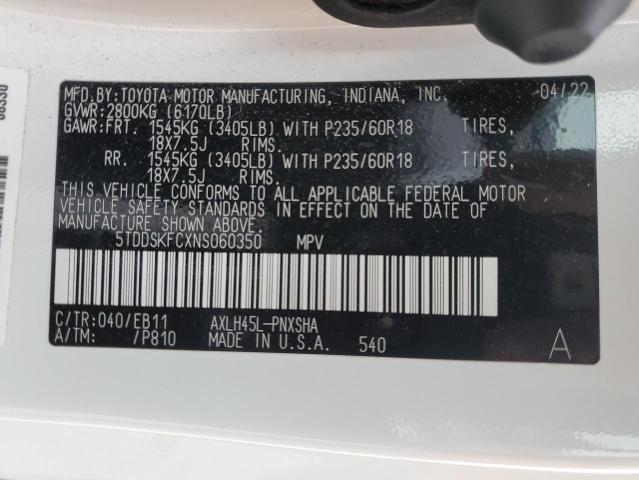 MFD.BY:TOYOTA MOTOR MANUFACTURING, INDIANA, INC. 04/22
GVWR:2800KG (6170LB)
GAWR:FRT. 1545KG (3405LB) WITH P235/60R18 TIRES,
18X7.5J RIMS.
RR. 1545KG (3405LB) WITH P235/60R18 TIRES,
18X7.5J RIMS.
THIS VEHICLE CONFORMS TO ALL APPLICABLE FEDERAL MOTOR
VEHICLE SAFETY STANDARDS IN EFFECT ON THE DATE OF
MANUFACTURE SHOWN ABOVE.
5TDDSKFCXNS060350 MPV
C/TR:040/EB11 AXLH45L-PNXSHA
A/TM: /P810 MADE IN U.S.A. 540 A